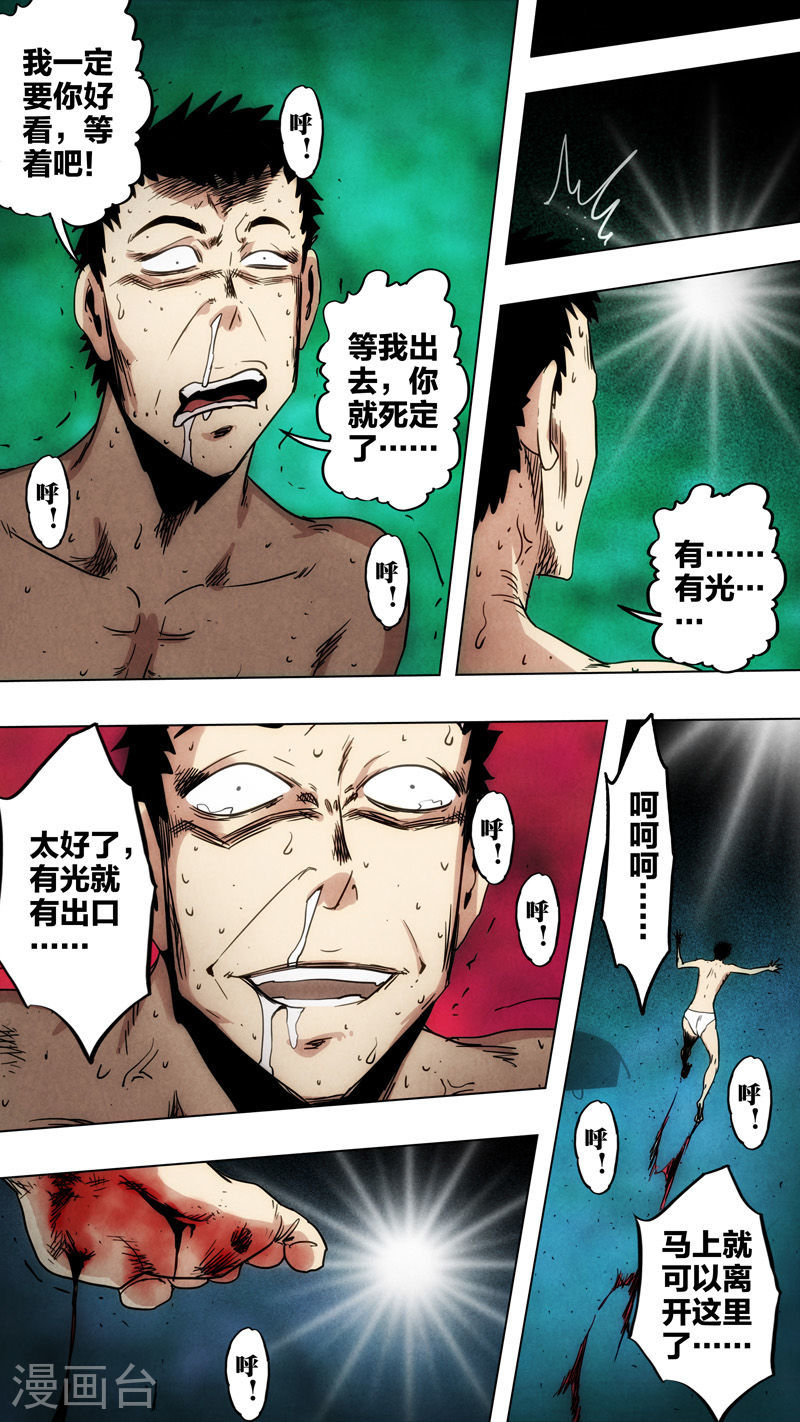 我一定
要你好
看，等
着吧!
呼!
等我出
去，你
就死定
了……
呼!
呼!
有……
有光…
…
太好了，
有光就
有出口
……
呼!
呼!
呵呵呵……
呼!
呼!
马上就
可以离
开这里
了……
呼!
呼!
漫画台